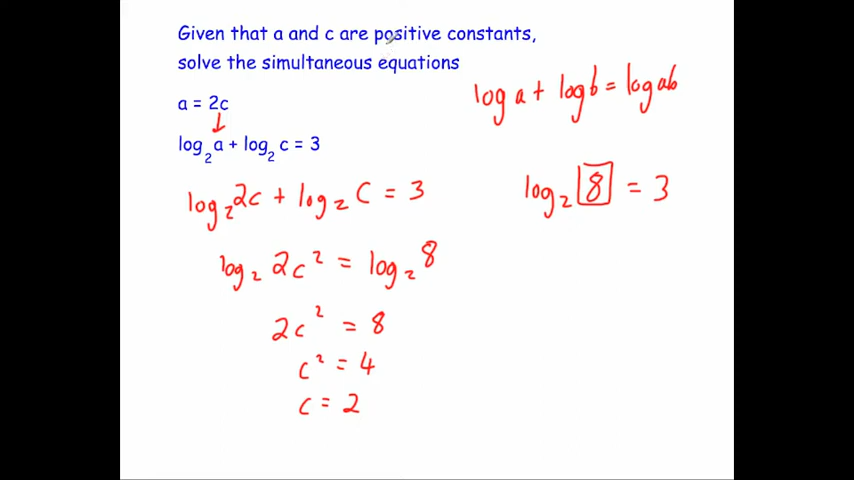 Given that a and c are positive constants,
solve the simultaneous equations
a = 2c
log₂a + log₂ c = 3
log a + log b = log ab
log₂ 2c + log₂ C = 3
log₂ 8 = 3
log₂ 2c² = log₂ 8
2c² = 8
c² = 4
c = 2